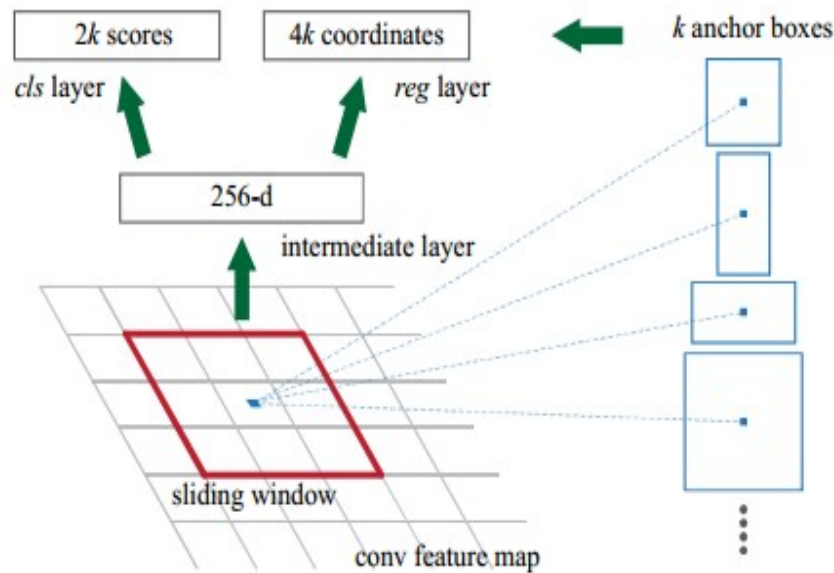 2k scores
4k coordinates
k anchor boxes
cls layer
reg layer
256-d
intermediate layer
sliding window
conv feature map